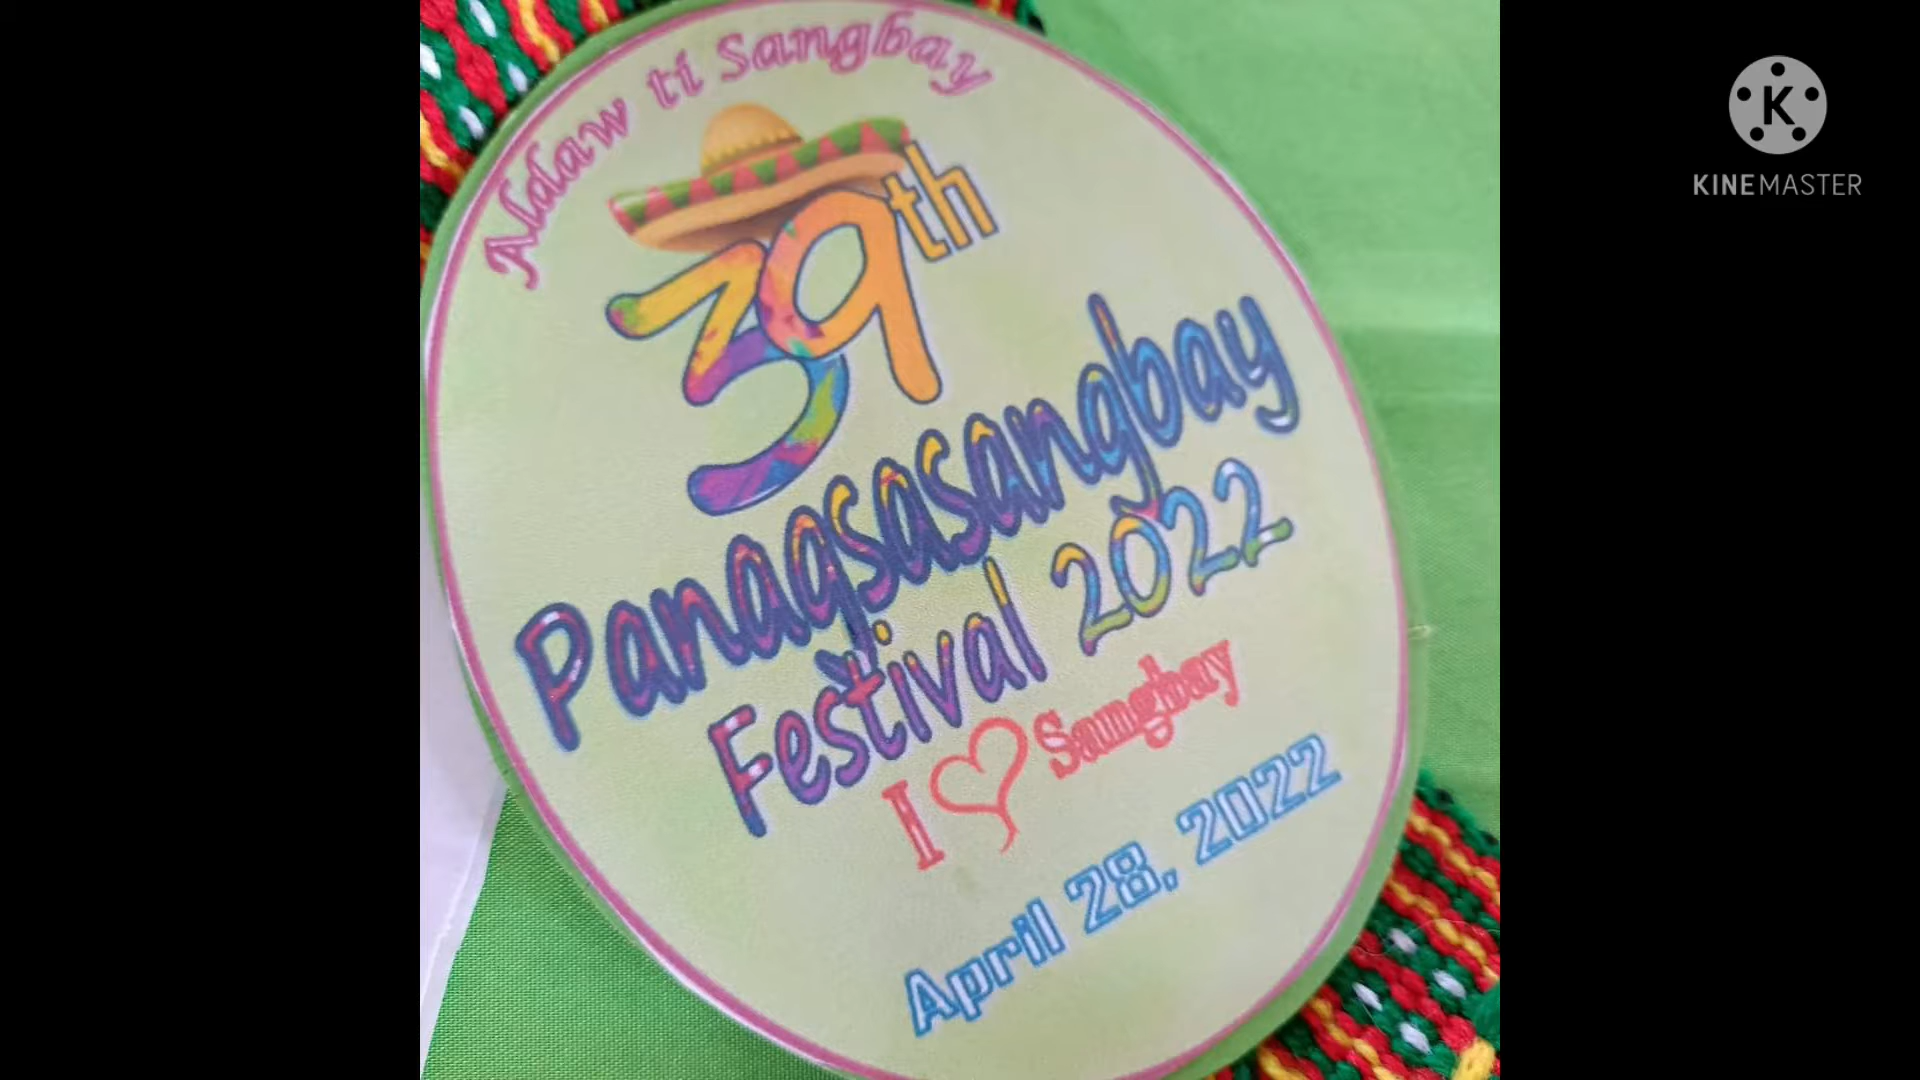 Aldaw ti Sangbay
39th
Panagsasangbay
Festival 2022
I ♡ Sangbay
April 28, 2022
K
KINEMASTER